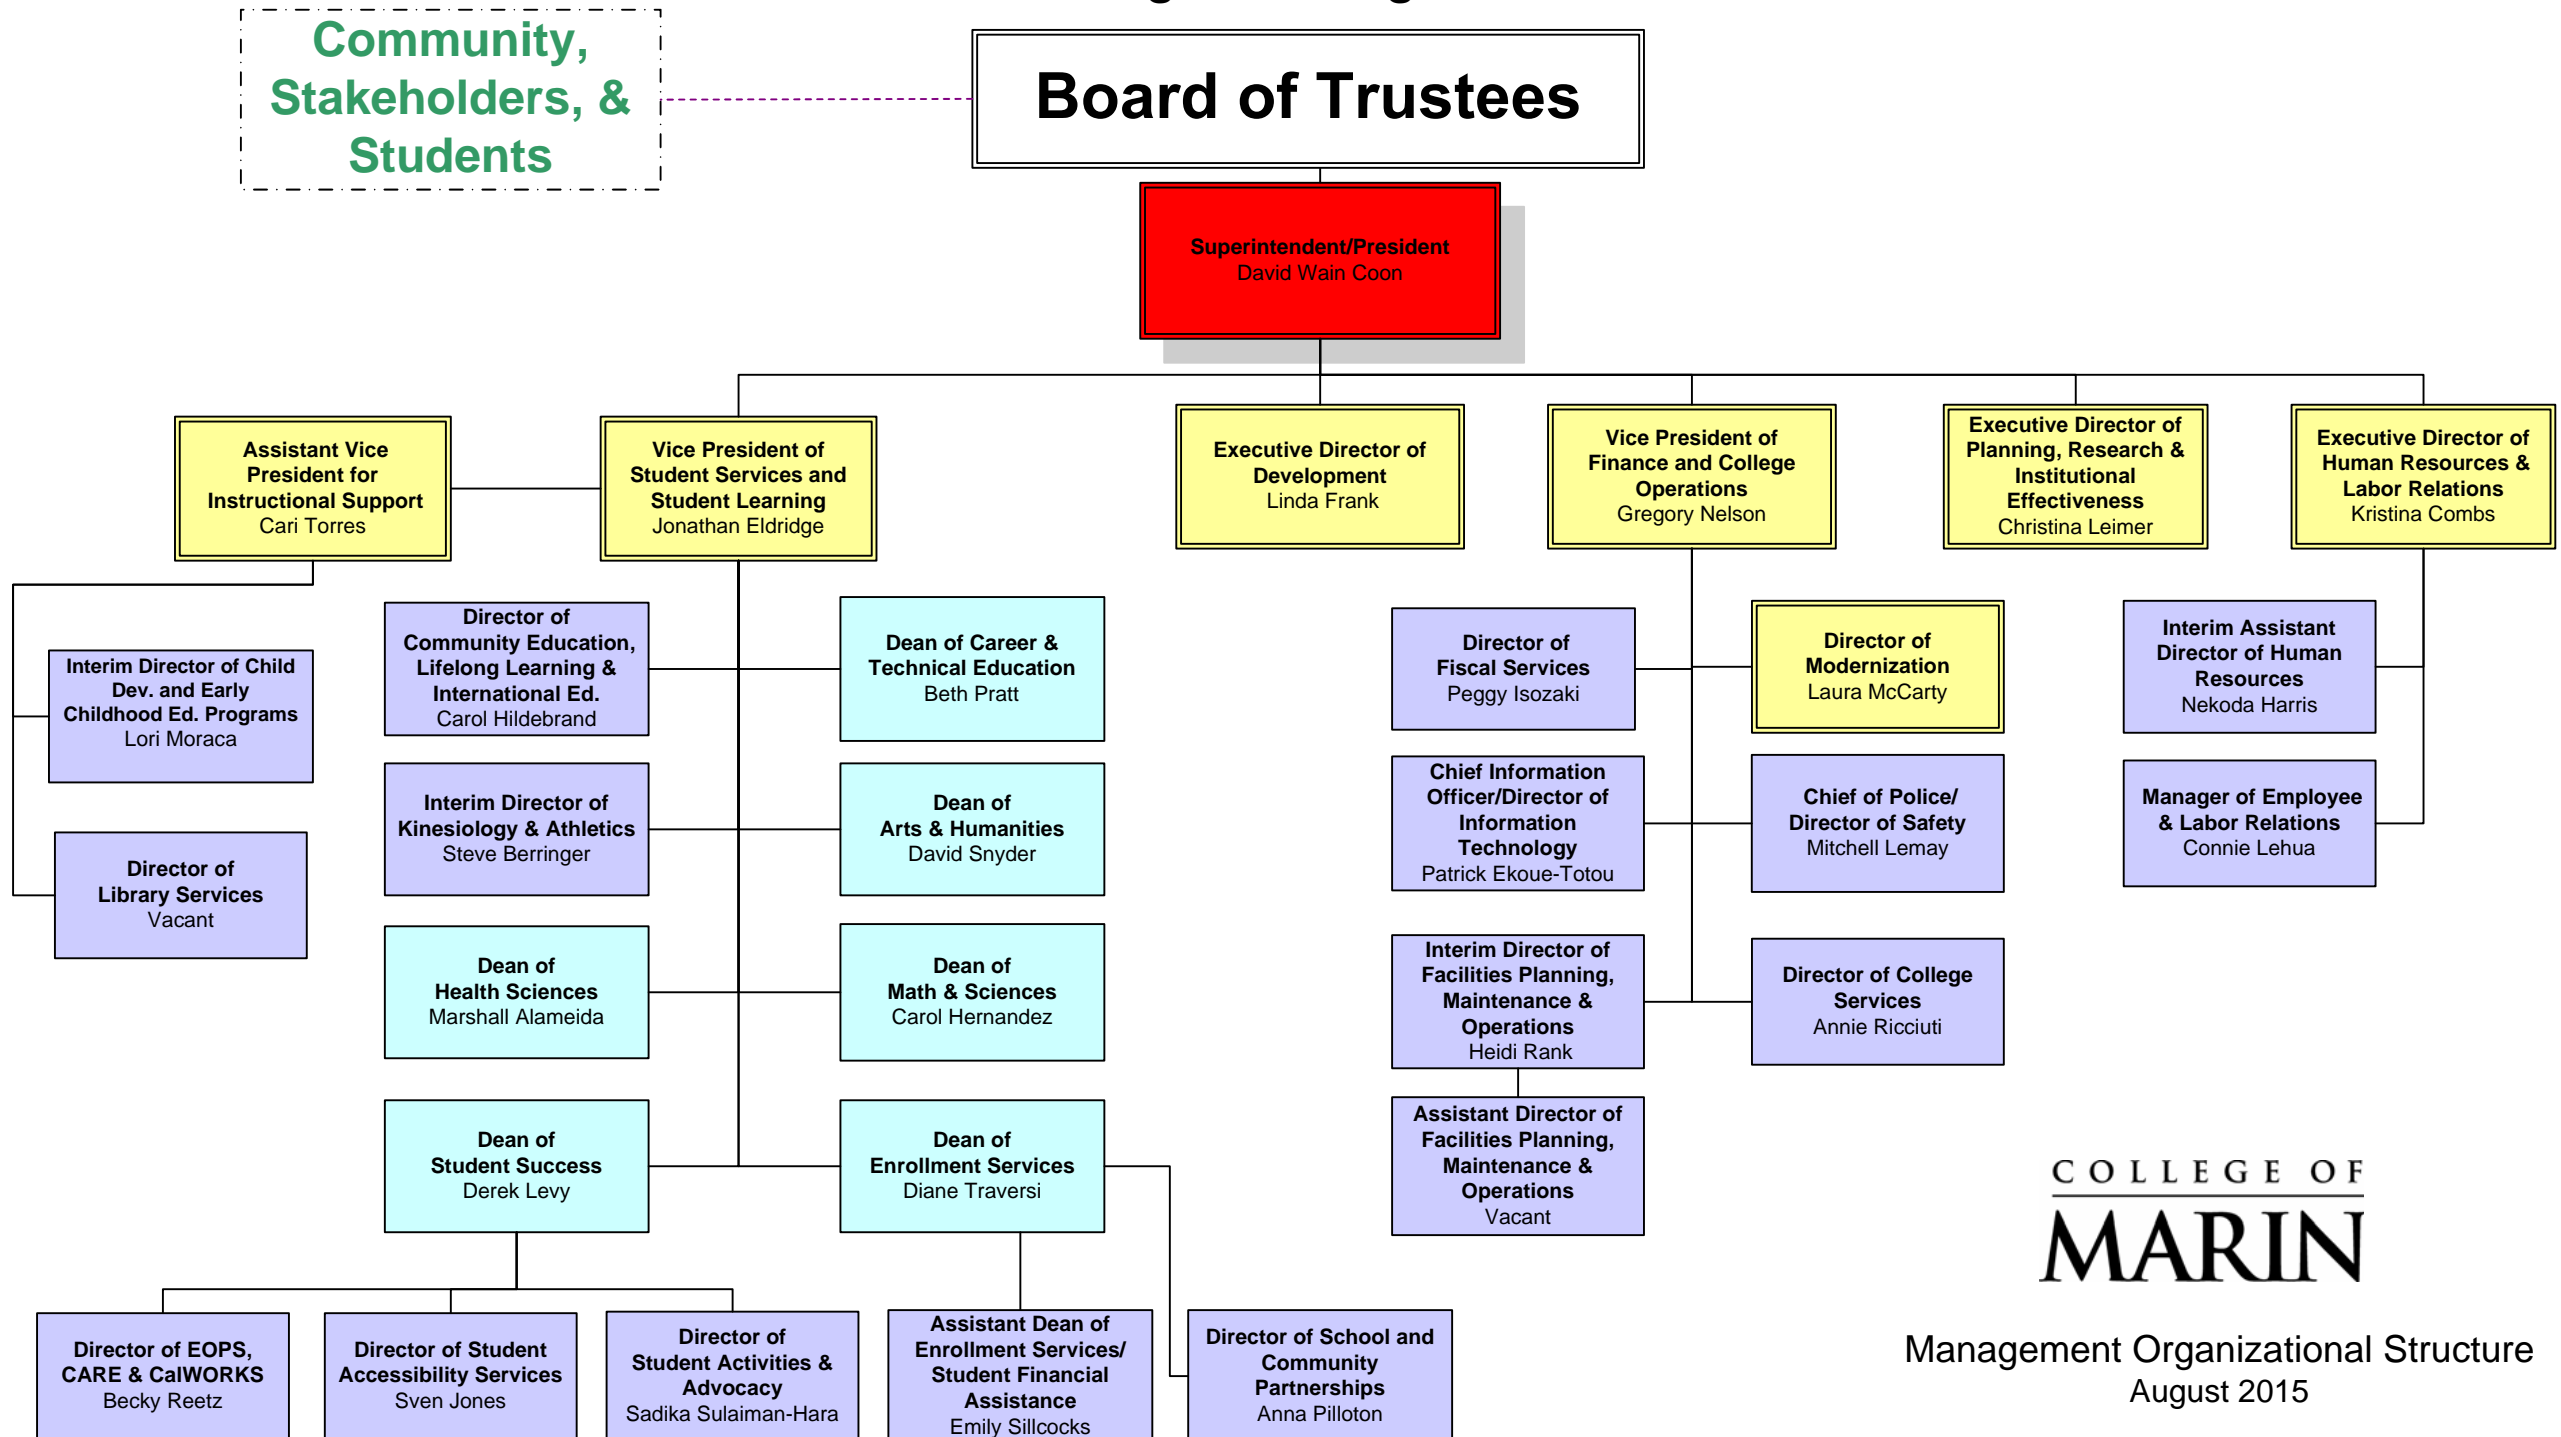 Community,
Stakeholders, &
Students
Board of Trustees
Superintendent/President
David Wain Coon
Assistant Vice
President for
Instructional Support
Cari Torres
Vice President of
Student Services and
Student Learning
Jonathan Eldridge
Executive Director of
Development
Linda Frank
Vice President of
Finance and College
Operations
Gregory Nelson
Executive Director of
Planning, Research &
Institutional
Effectiveness
Christina Leimer
Executive Director of
Human Resources &
Labor Relations
Kristina Combs
Interim Director of Child
Dev. and Early
Childhood Ed. Programs
Lori Moraca
Director of
Library Services
Vacant
Director of
Community Education,
Lifelong Learning &
International Ed.
Carol Hildebrand
Dean of Career &
Technical Education
Beth Pratt
Interim Director of
Kinesiology & Athletics
Steve Berringer
Dean of
Arts & Humanities
David Snyder
Dean of
Health Sciences
Marshall Alameida
Dean of
Math & Sciences
Carol Hernandez
Dean of
Student Success
Derek Levy
Dean of
Enrollment Services
Diane Traversi
Director of
Fiscal Services
Peggy Isozaki
Director of
Modernization
Laura McCarty
Chief Information
Officer/Director of
Information
Technology
Patrick Ekoue-Totou
Chief of Police/
Director of Safety
Mitchell Lemay
Interim Director of
Facilities Planning,
Maintenance &
Operations
Heidi Rank
Director of College
Services
Annie Ricciuti
Assistant Director of
Facilities Planning,
Maintenance &
Operations
Vacant
Interim Assistant
Director of Human
Resources
Nekoda Harris
Manager of Employee
& Labor Relations
Connie Lehua
Director of EOPS,
CARE & CalWORKS
Becky Reetz
Director of Student
Accessibility Services
Sven Jones
Director of
Student Activities &
Advocacy
Sadika Sulaiman-Hara
Assistant Dean of
Enrollment Services/
Student Financial
Assistance
Emily Sillcocks
Director of School and
Community
Partnerships
Anna Pilloton
COLLEGE OF
MARIN
Management Organizational Structure
August 2015